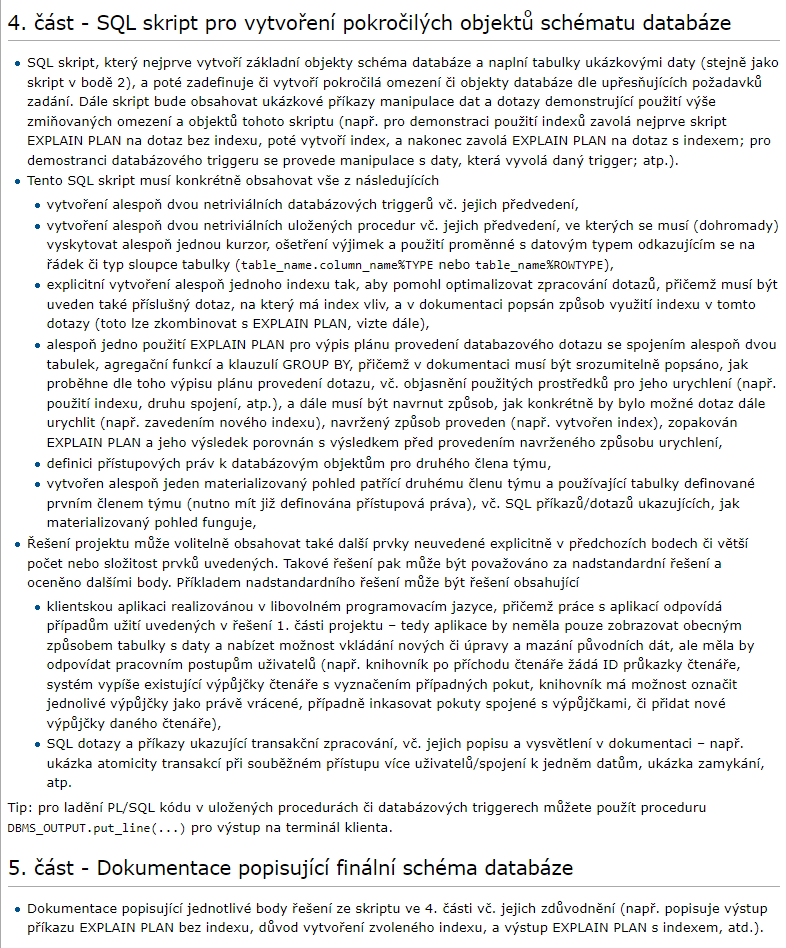 4. část - SQL skript pro vytvoření pokročilých objektů schématu databáze
• SQL skript, který nejprve vytvoří základní objekty schéma databáze a naplní tabulky ukázkovými daty (stejně jako
skript v bodě 2), a poté zadefinuje či vytvoří pokročilá omezení či objekty databáze dle upřesňujících požadavků
zadání. Dále skript bude obsahovat ukázkové příkazy manipulace dat a dotazy demonstrující použití výše
zmiňovaných omezení a objektů tohoto skriptu (např. pro demonstraci použití indexů zavolá nejprve skript
EXPLAIN PLAN na dotaz bez indexu, poté vytvoří index, a nakonec zavolá EXPLAIN PLAN na dotaz s indexem; pro
demostranci databázového triggeru se provede manipulace s daty, která vyvolá daný trigger; atp.).
• Tento SQL skript musí konkrétně obsahovat vše z následujících
• vytvoření alespoň dvou netriviálních databázových triggerů vč. jejich předvedení,
• vytvoření alespoň dvou netriviálních uložených procedur vč. jejich předvedení, ve kterých se musí (dohromady)
vyskytovat alespoň jednou kurzor, ošetření výjimek a použití proměnné s datovým typem odkazujícím se na
řádek či typ sloupce tabulky (table_name.column_name%TYPE nebo table_name%ROWTYPE),
• explicitní vytvoření alespoň jednoho indexu tak, aby pomohl optimalizovat zpracování dotazů, přičemž musí být
uveden také příslušný dotaz, na který má index vliv, a v dokumentaci popsán způsob využití indexu v tomto
dotazy (toto lze zkombinovat s EXPLAIN PLAN, vizte dále),
• alespoň jedno použití EXPLAIN PLAN pro výpis plánu provedení databazového dotazu se spojením alespoň dvou
tabulek, agregační funkcí a klauzulí GROUP BY, přičemž v dokumentaci musí být srozumitelně popsáno, jak
proběhne dle toho výpisu plánu provedení dotazu, vč. objasnění použitých prostředků pro jeho urychlení (např.
použití indexu, druhu spojení, atp.), a dále musí být navrnut způsob, jak konkrétně by bylo možné dotaz dále
urychlit (např. zavedením nového indexu), navržený způsob proveden (např. vytvořen index), zopakován
EXPLAIN PLAN a jeho výsledek porovnán s výsledkem před provedením navrženého způsobu urychlení,
• definici přístupových práv k databázovým objektům pro druhého člena týmu,
• vytvořen alespoň jeden materializovaný pohled patřící druhému členu týmu a používající tabulky definované
prvním členem týmu (nutno mít již definována přístupová práva), vč. SQL příkazů/dotazů ukazujících, jak
materializovaný pohled funguje,
• Řešení projektu může volitelně obsahovat také další prvky neuvedené explicitně v předchozích bodech či větší
počet nebo složitost prvků uvedených. Takové řešení pak může být považováno za nadstandardní řešení a
oceněno dalšími body. Příkladem nadstandardního řešení může být řešení obsahující
• klientskou aplikaci realizovánou v libovolném programovacím jazyce, přičemž práce s aplikací odpovídá
případům užití uvedených v řešení 1. části projektu – tedy aplikace by neměla pouze zobrazovat obecným
způsobem tabulky s daty a nabízet možnost vkládání nových či úpravy a mazání původních dát, ale měla by
odpovídat pracovním postupům uživatelů (např. knihovník po příchodu čtenáře žádá ID průkazky čtenáře,
systém vypíše existující výpůjčky čtenáře s vyznačením případných pokut, knihovník má možnost označit
jednolivé výpůjčky jako právě vrácené, případně inkasovat pokuty spojené s výpůjčkami, či přidat nové
výpůjčky daného čtenáře),
• SQL dotazy a příkazy ukazující transakční zpracování, vč. jejich popisu a vysvětlení v dokumentaci – např.
ukázka atomicity transakcí při souběžném přístupu více uživatelů/spojení k jedněm datům, ukázka zamykání,
atp.
Tip: pro ladění PL/SQL kódu v uložených procedurách či databázových triggerech můžete použít proceduru
DBMS_OUTPUT.put_line(...) pro výstup na terminál klienta.
5. část - Dokumentace popisující finální schéma databáze
• Dokumentace popisující jednotlivé body řešení ze skriptu ve 4. části vč. jejich zdůvodnění (např. popisuje výstup
příkazu EXPLAIN PLAN bez indexu, důvod vytvoření zvoleného indexu, a výstup EXPLAIN PLAN s indexem, atd.).